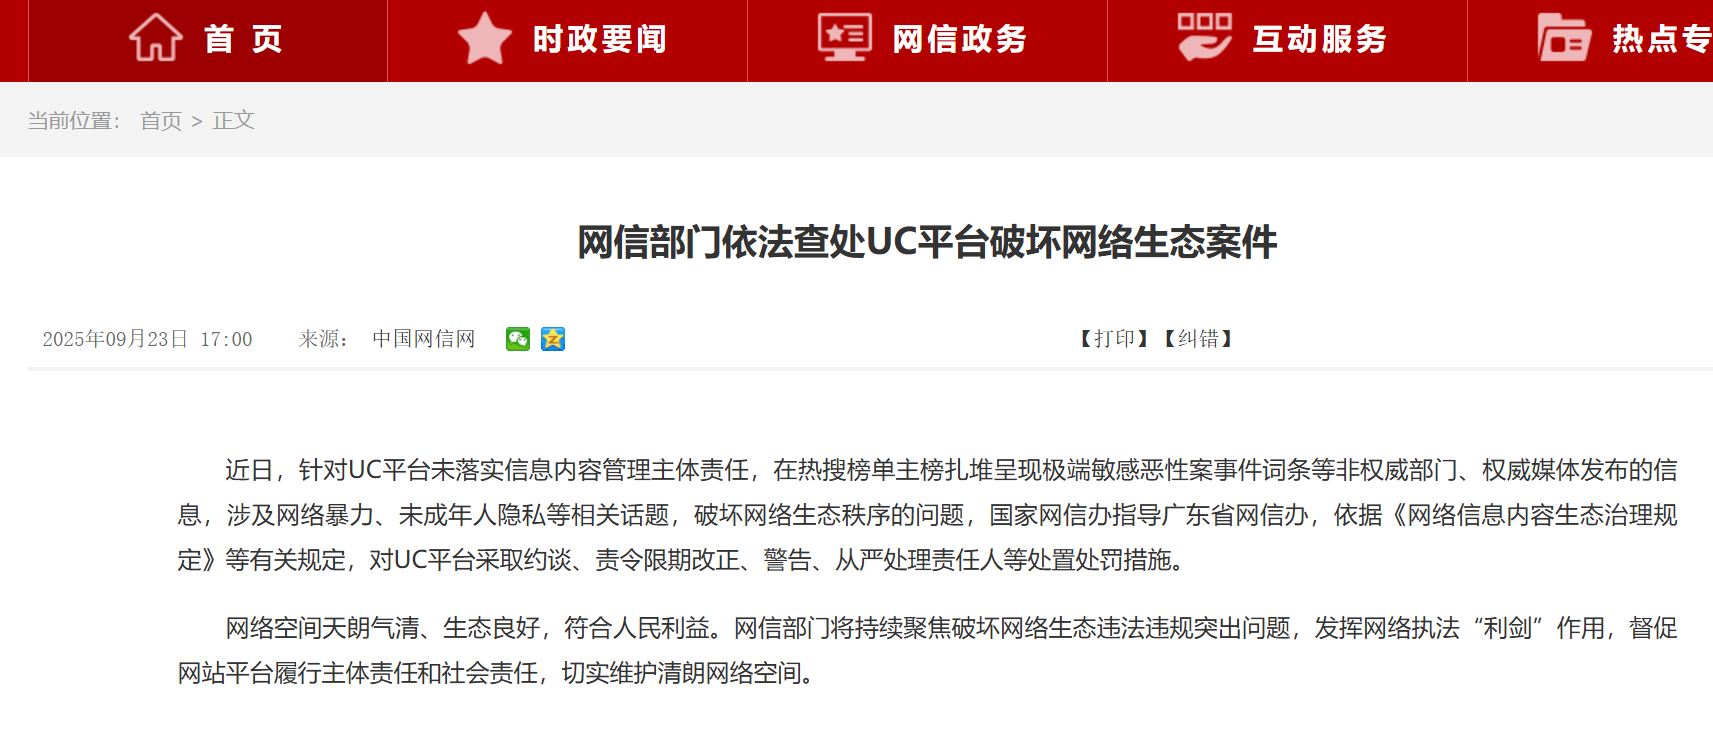 首 页 时政要闻 网信政务 互动服务 热点专
当前位置： 首页 > 正文
网信部门依法查处UC平台破坏网络生态案件
2025年09月23日 17:00 来源： 中国网信网 【打印】【纠错】
近日，针对UC平台未落实信息内容管理主体责任，在热搜榜单主榜扎堆呈现极端敏感恶性案事件词条等非权威部门、权威媒体发布的信
息，涉及网络暴力、未成年人隐私等相关话题，破坏网络生态秩序的问题，国家网信办指导广东省网信办，依据《网络信息内容生态治理规
定》等有关规定，对UC平台采取约谈、责令限期改正、警告、从严处理责任人等处置处罚措施。
网络空间天朗气清、生态良好，符合人民利益。网信部门将持续聚焦破坏网络生态违法违规突出问题，发挥网络执法“利剑”作用，督促
网站平台履行主体责任和社会责任，切实维护清朗网络空间。